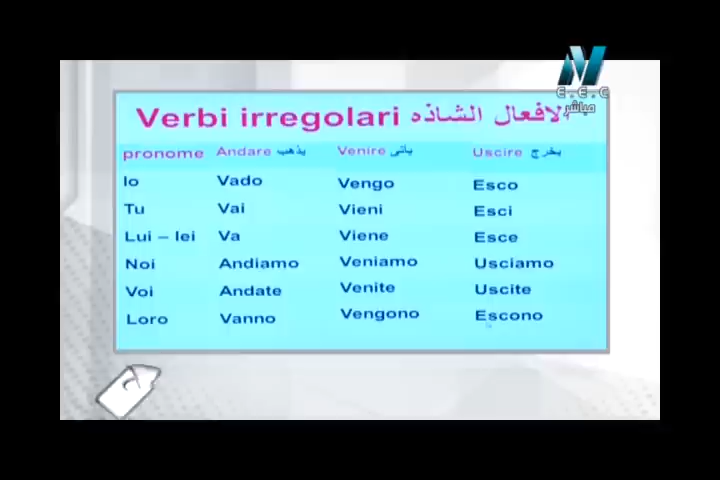 E.E.C
مباشر
Verbi irregolari الافعال الشاذه
pronome Andare يذهب Venire ياتى Uscire يخرج
Io Vado Vengo Esco
Tu Vai Vieni Esci
Lui – lei Va Viene Esce
Noi Andiamo Veniamo Usciamo
Voi Andate Venite Uscite
Loro Vanno Vengono Escono